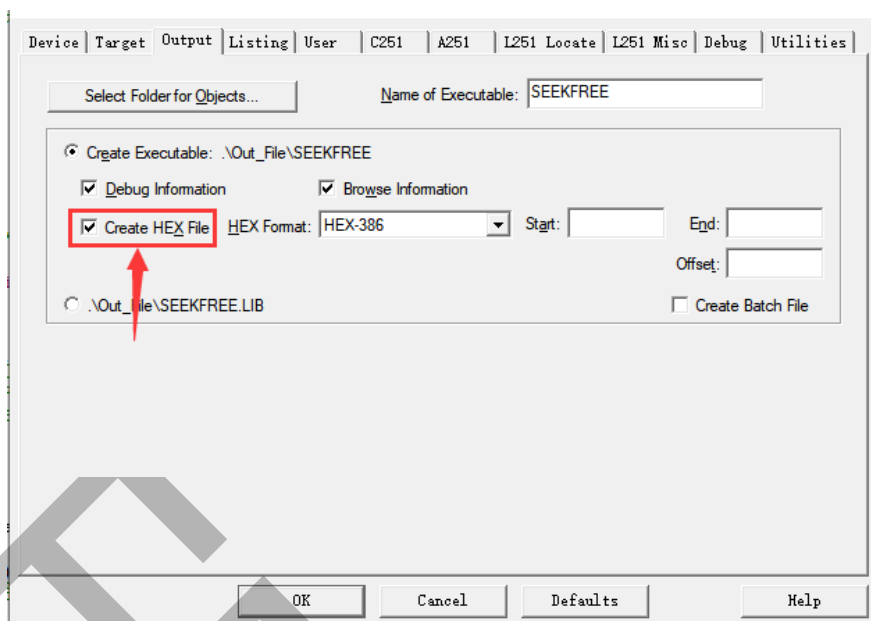 Device Target Output Listing User C251 A251 L251 Locate L251 Misc Debug Utilities
Select Folder for Objects... Name of Executable: SEEKFREE
Create Executable: .\Out_File\SEEKFREE
Debug Information Browse Information
Create HEX File HEX Format: HEX-386 Start: End:
Offset:
.\Out_File\SEEKFREE.LIB Create Batch File
OK Cancel Defaults Help